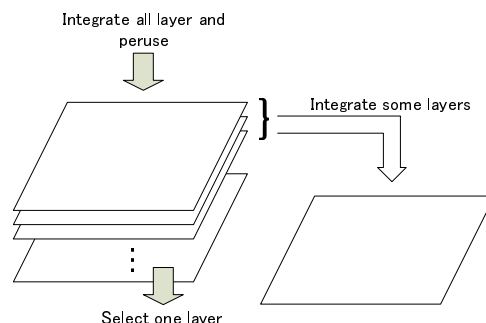 Integrate all layer and
peruse
Integrate some layers
Select one layer